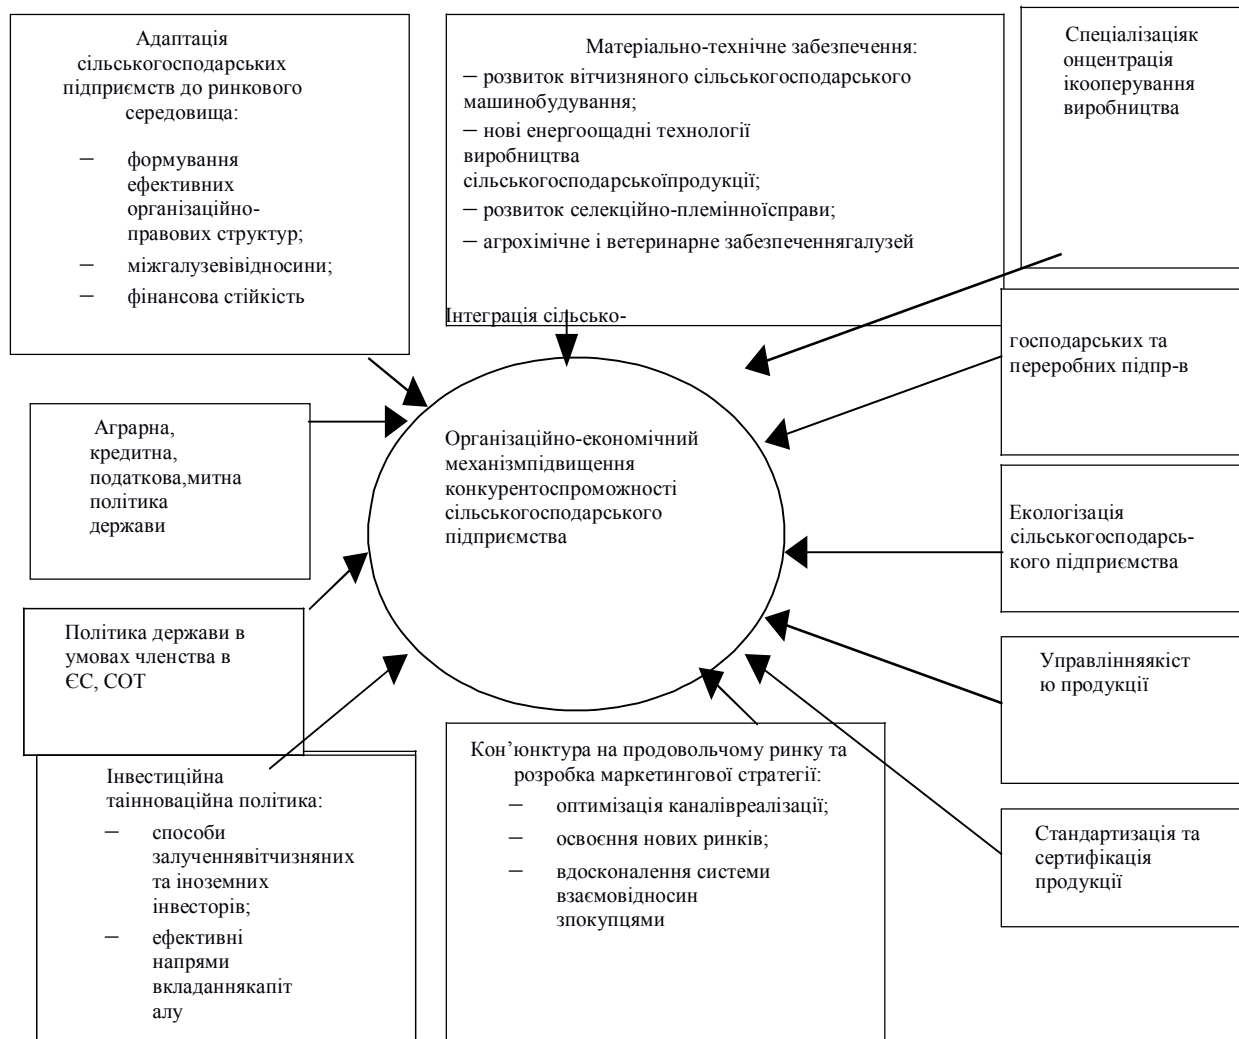 Адаптація
сільськогосподарських
підприємств до ринкового
середовища:
– формування
ефективних
організаційно-
правових структур;
– міжгалузевівідносини;
– фінансова стійкість
Матеріально-технічне забезпечення:
– розвиток вітчизняного сільськогосподарського
машинобудування;
– нові енергоощадні технології
виробництва
сільськогосподарськоїпродукції;
– розвиток селекційно-племінноїсправи;
– агрохімічне і ветеринарне забезпеченнягалузей
Спеціалізаціяк
онцентрація
ікооперування
виробництва
Інтеграція сільсько-
господарських та
переробних підпр-в
Аграрна,
кредитна,
податкова,митна
політика
держави
Організаційно-економічний
механізмпідвищення
конкурентоспроможності
сільськогосподарського
підприємства
Екологізація
сільськогосподарсь-
кого підприємства
Політика держави в
умовах членства в
ЄС, СОТ
Управлінняякіст
ю продукції
Інвестиційна
таінноваційна політика:
– способи
залученнявітчизняних
та іноземних
інвесторів;
– ефективні
напрями
вкладаннякапіт
алу
Кон’юнктура на продовольчому ринку та
розробка маркетингової стратегії:
– оптимізація каналівреалізації;
– освоєння нових ринків;
– вдосконалення системи
взаємовідносин
зпокупцями
Стандартизація та
сертифікація
продукції